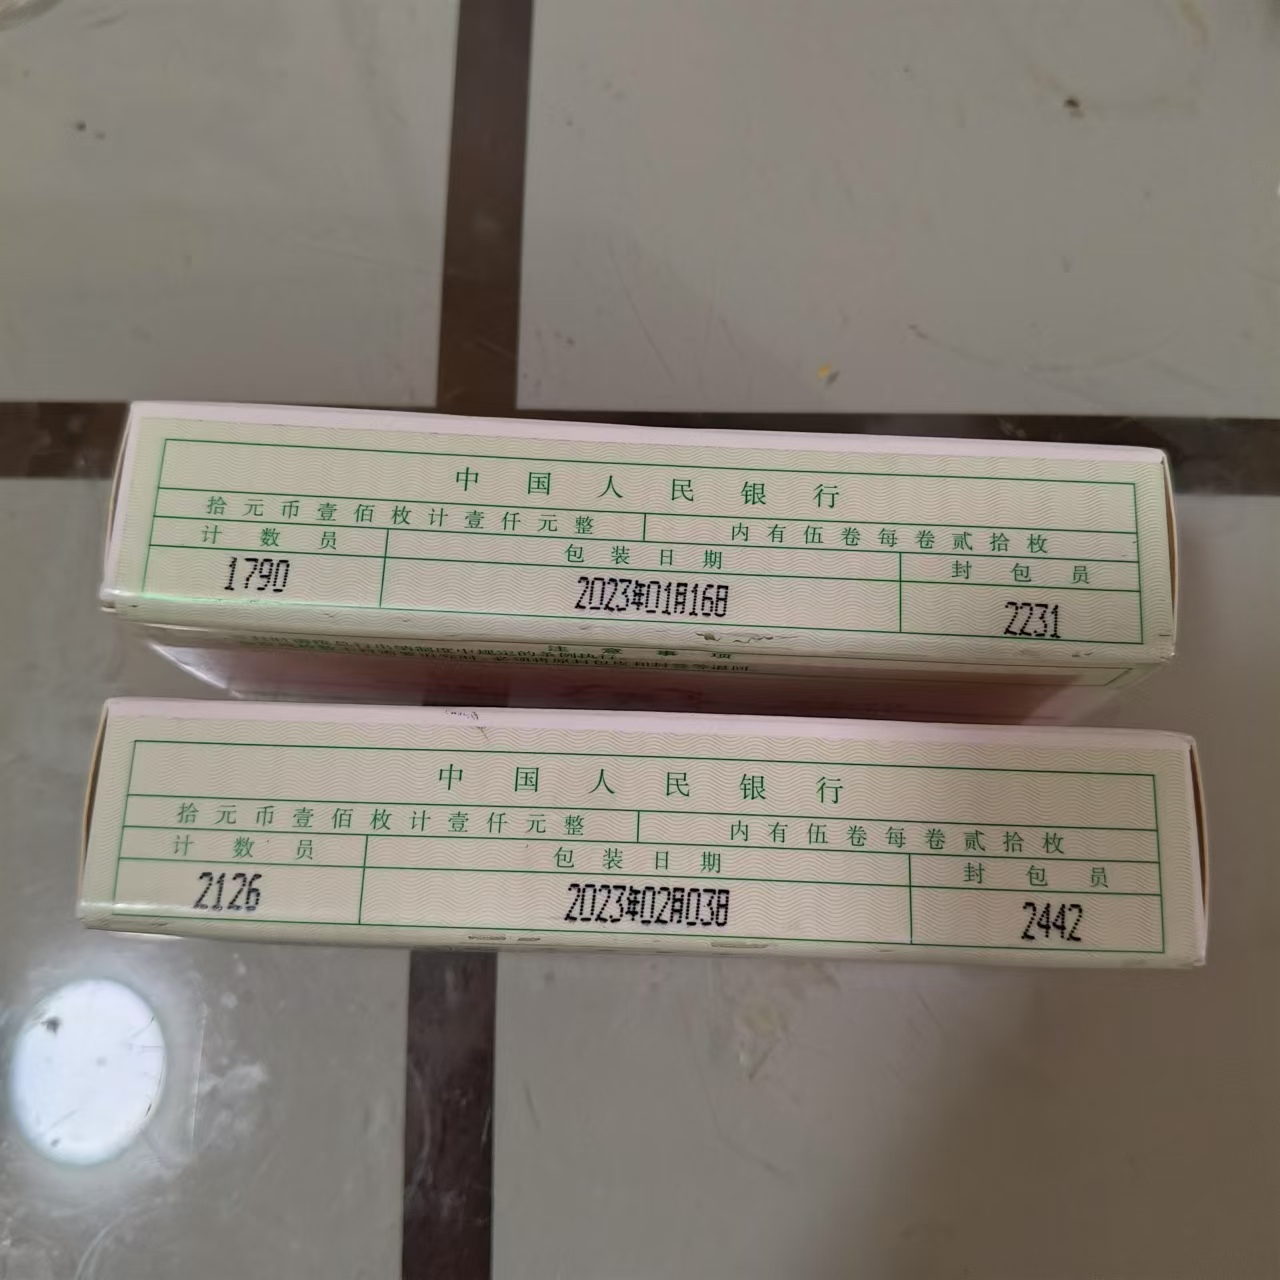 中国人民银行
拾元币壹佰枚计壹仟元整 内有伍卷每卷贰拾枚
计数员 包装日期 封包员
1790 2023年01月16日 2231
注意事项
中国人民银行
拾元币壹佰枚计壹仟元整 内有伍卷每卷贰拾枚
计数员 包装日期 封包员
2126 2023年02月03日 2442